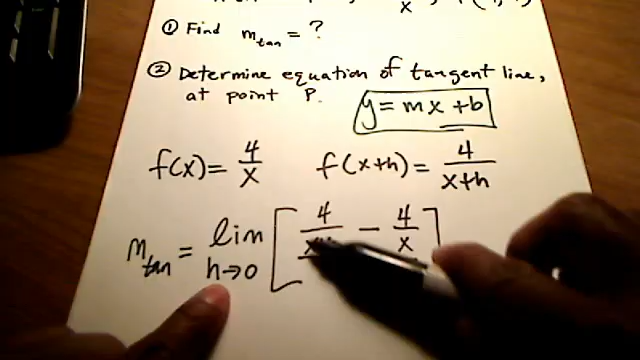 x
① Find m_tan = ?
② Determine equation of tangent line,
at point P. y = mx + b
f(x) = 4/x f(x+h) = 4/(x+h)
m_tan = lim h→0 [ 4/ - 4/x ]